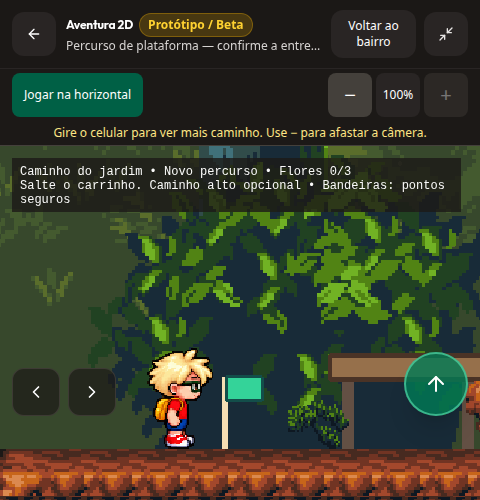 Aventura 2D
Protótipo / Beta
Percurso de plataforma — confirme a entre...
Voltar ao
bairro
Jogar na horizontal
−
100%
+
Gire o celular para ver mais caminho. Use − para afastar a câmera.
Caminho do jardim • Novo percurso • Flores 0/3
Salte o carrinho. Caminho alto opcional • Bandeiras: pontos
seguros